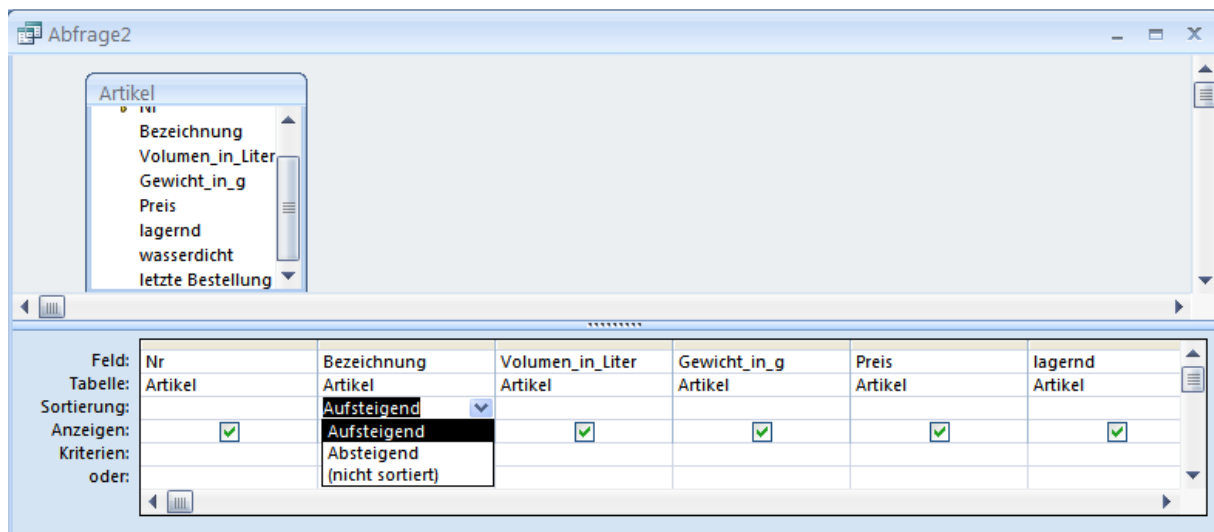 Abfrage2
Artikel
Nr
Bezeichnung
Volumen_in_Liter
Gewicht_in_g
Preis
lagernd
wasserdicht
letzte Bestellung
Feld: Nr Bezeichnung Volumen_in_Liter Gewicht_in_g Preis lagernd
Tabelle: Artikel Artikel Artikel Artikel Artikel Artikel
Sortierung: Aufsteigend
Anzeigen: Aufsteigend
Kriterien: Absteigend
oder: (nicht sortiert)